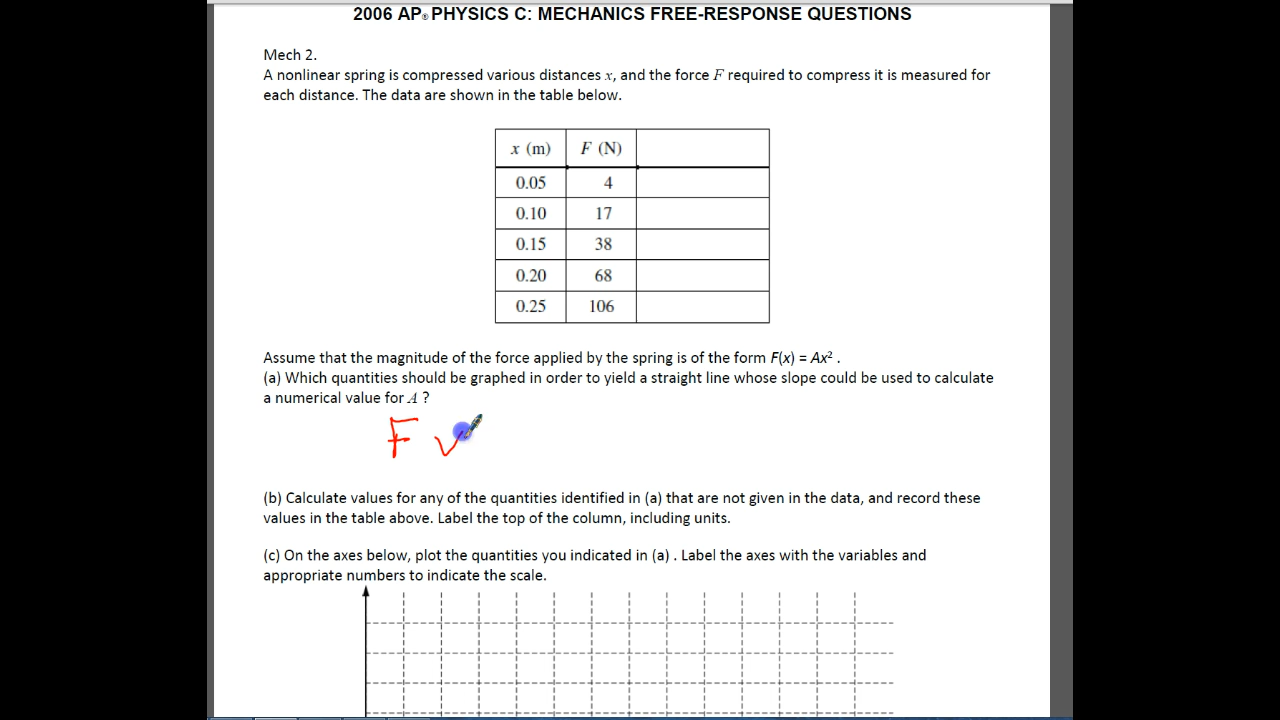 2006 AP® PHYSICS C: MECHANICS FREE-RESPONSE QUESTIONS
Mech 2.
A nonlinear spring is compressed various distances x, and the force F required to compress it is measured for
each distance. The data are shown in the table below.
x (m) F (N)
0.05 4
0.10 17
0.15 38
0.20 68
0.25 106
Assume that the magnitude of the force applied by the spring is of the form F(x) = Ax² .
(a) Which quantities should be graphed in order to yield a straight line whose slope could be used to calculate
a numerical value for A ?
F v
(b) Calculate values for any of the quantities identified in (a) that are not given in the data, and record these
values in the table above. Label the top of the column, including units.
(c) On the axes below, plot the quantities you indicated in (a) . Label the axes with the variables and
appropriate numbers to indicate the scale.